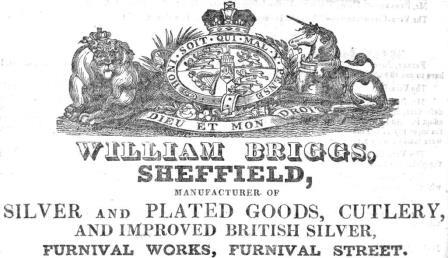 HONI · SOIT · QUI · MAL · Y · PENSE
DIEU ET MON DROIT
WILLIAM BRIGGS,
SHEFFIELD,
MANUFACTURER OF
SILVER AND PLATED GOODS, CUTLERY,
AND IMPROVED BRITISH SILVER,
FURNIVAL WORKS, FURNIVAL STREET.